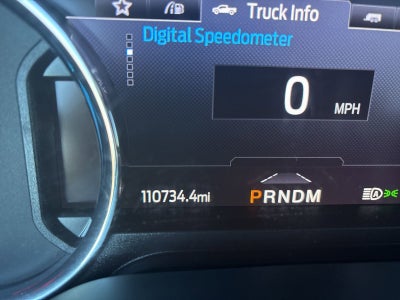 Truck Info
Digital Speedometer
0 MPH
110734.4mi PRNDM
A